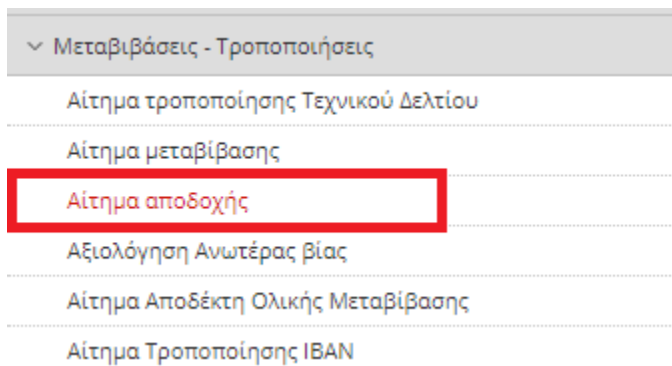 Μεταβιβάσεις - Τροποποιήσεις
Αίτημα τροποποίησης Τεχνικού Δελτίου
Αίτημα μεταβίβασης
Αίτημα αποδοχής
Αξιολόγηση Ανωτέρας βίας
Αίτημα Αποδέκτη Ολικής Μεταβίβασης
Αίτημα Τροποποίησης IBAN